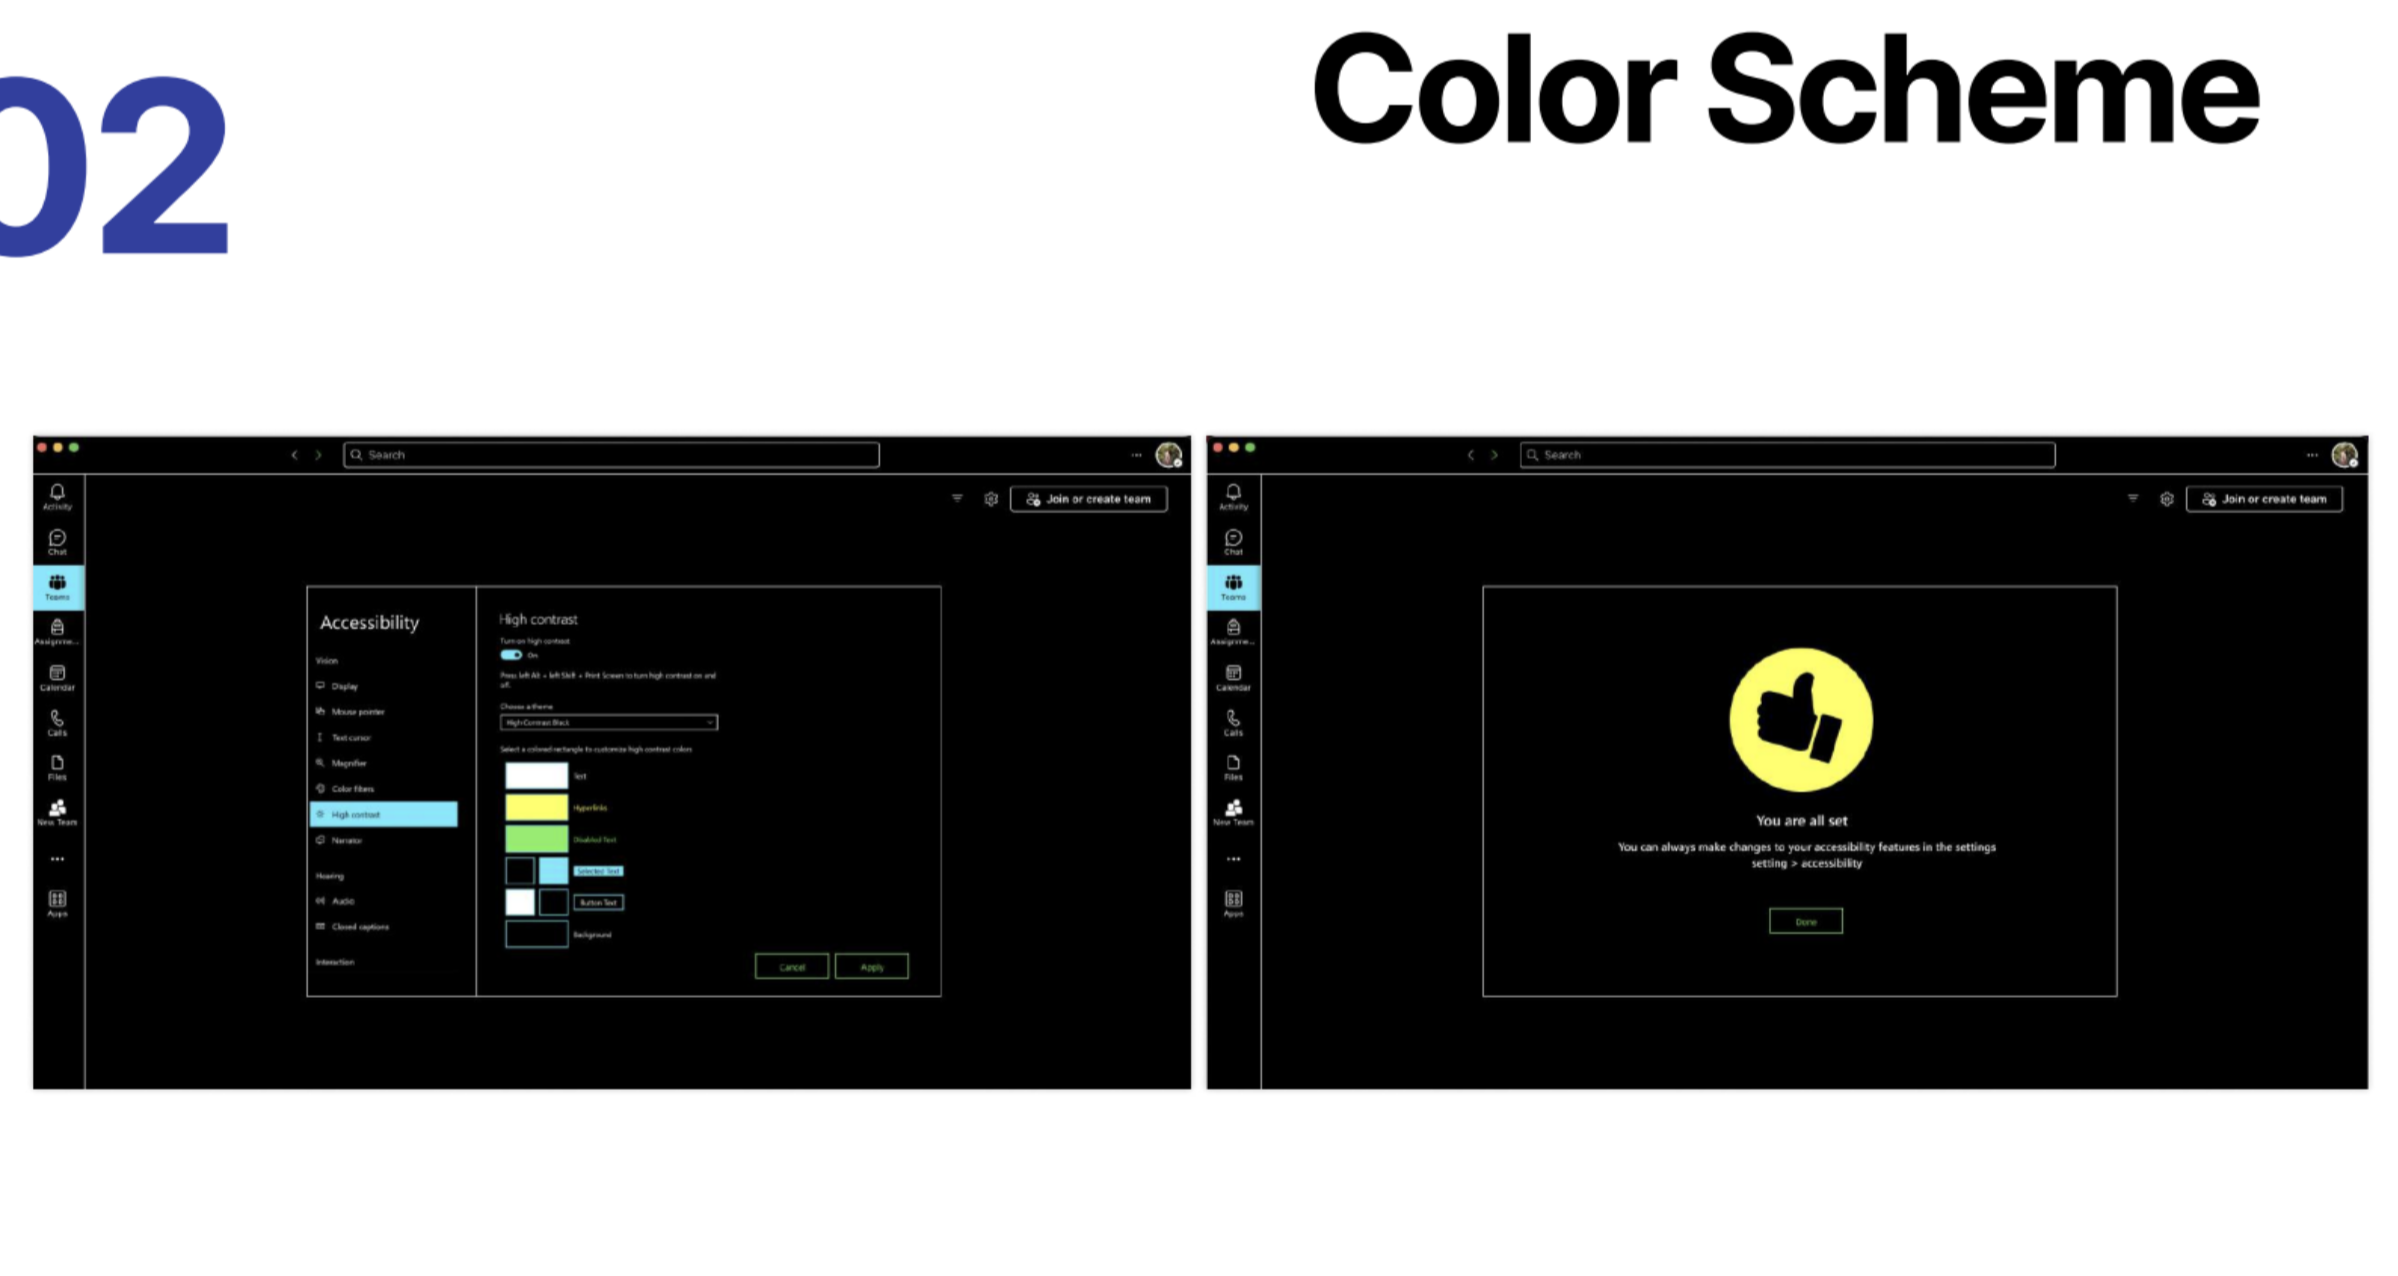 02
Color Scheme
Search
Activity
Chat
Teams
Assignme...
Calendar
Calls
Files
New Team
Apps
Join or create team
Accessibility
Vision
Display
Mouse pointer
Text cursor
Magnifier
Color filters
High contrast
Narrator
Hearing
Audio
Closed captions
Interaction
High contrast
Turn on high contrast
On
Press left Alt + left Shift + Print Screen to turn high contrast on and
off.
Choose a theme
High Contrast Black
Select a colored rectangle to customize high contrast colors
Text
Hyperlinks
Disabled Text
Selected Text
Button Text
Background
Cancel
Apply
Search
Activity
Chat
Teams
Assignme...
Calendar
Calls
Files
New Team
Apps
Join or create team
You are all set
You can always make changes to your accessibility features in the settings
setting > accessibility
Done